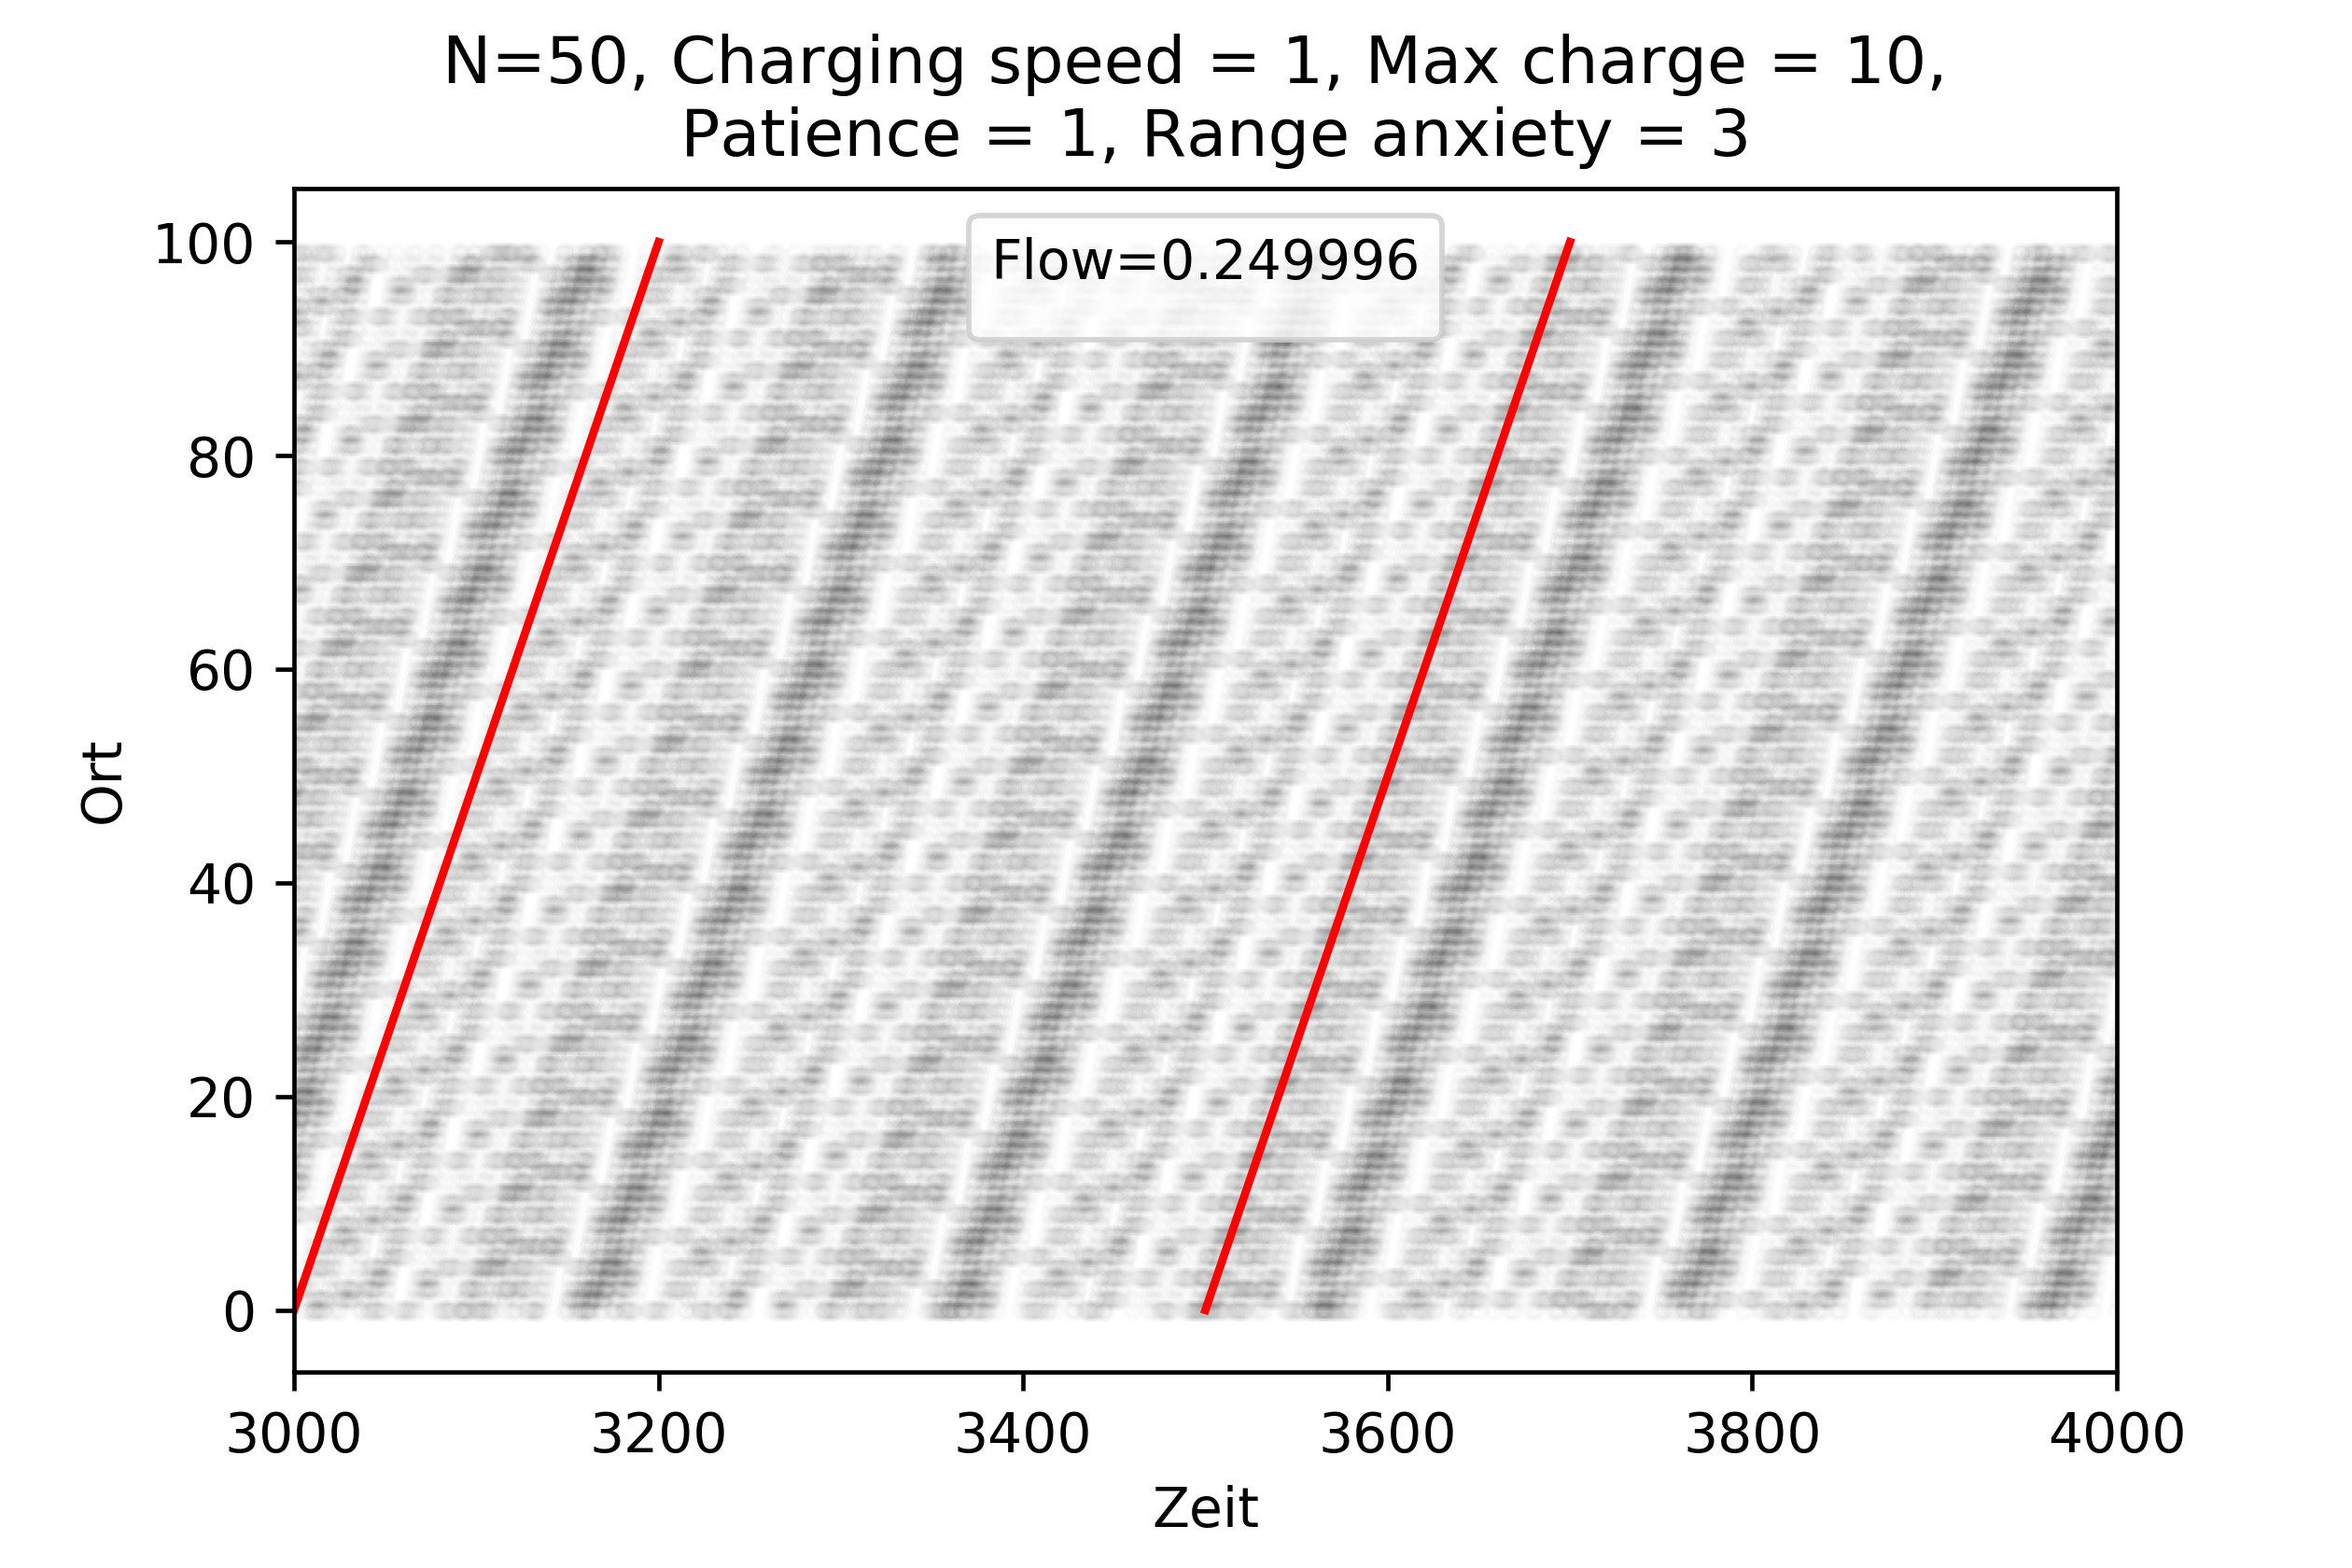 N=50, Charging speed = 1, Max charge = 10,
Patience = 1, Range anxiety = 3
Flow=0.249996
100
80
60
40
20
0
Ort
3000 3200 3400 3600 3800 4000
Zeit